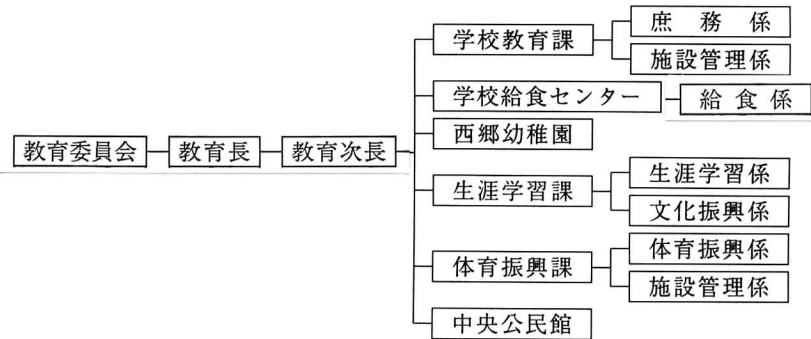 教育委員会
教育長
教育次長
学校教育課
庶務係
施設管理係
学校給食センター
給食係
西郷幼稚園
生涯学習課
生涯学習係
文化振興係
体育振興課
体育振興係
施設管理係
中央公民館